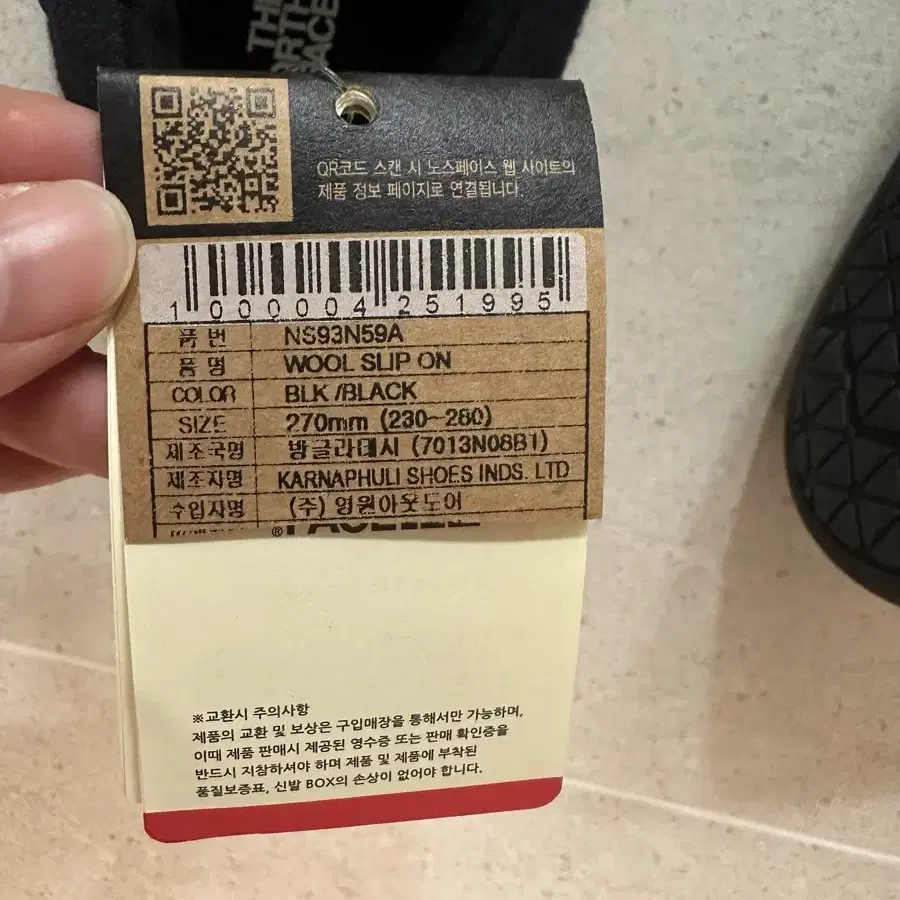 THE
NORTH
FACE
QR코드 스캔 시 노스페이스 웹 사이트의
제품 정보 페이지로 연결됩니다.
1000004251995
품 번 NS93N59A
품 명 WOOL SLIP ON
COLOR BLK /BLACK
SIZE 270mm (230~280)
제조국명 방글라데시 (7013N08B1)
제조자명 KARNAPHULI SHOES INDS. LTD
수입자명 (주) 영원아웃도어
※교환시 주의사항
제품의 교환 및 보상은 구입매장을 통해서만 가능하며,
이때 제품 판매시 제공된 영수증 또는 판매 확인증을
반드시 지참하셔야 하며 제품 및 제품에 부착된
품질보증표, 신발 BOX의 손상이 없어야 합니다.